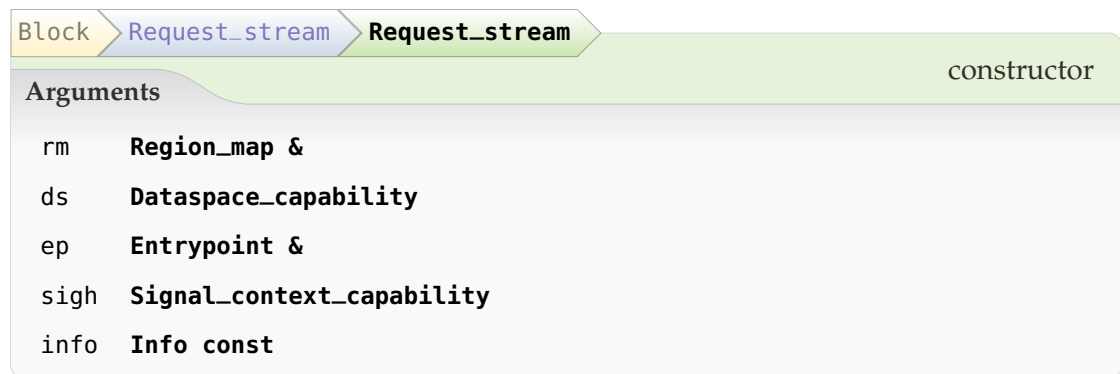 Block Request_stream Request_stream
constructor
Arguments
rm Region_map &
ds Dataspace_capability
ep Entrypoint &
sigh Signal_context_capability
info Info const